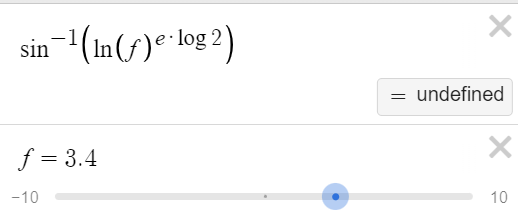 sin⁻¹(ln(f)^(e·log 2))
= undefined
f = 3.4
−10 10